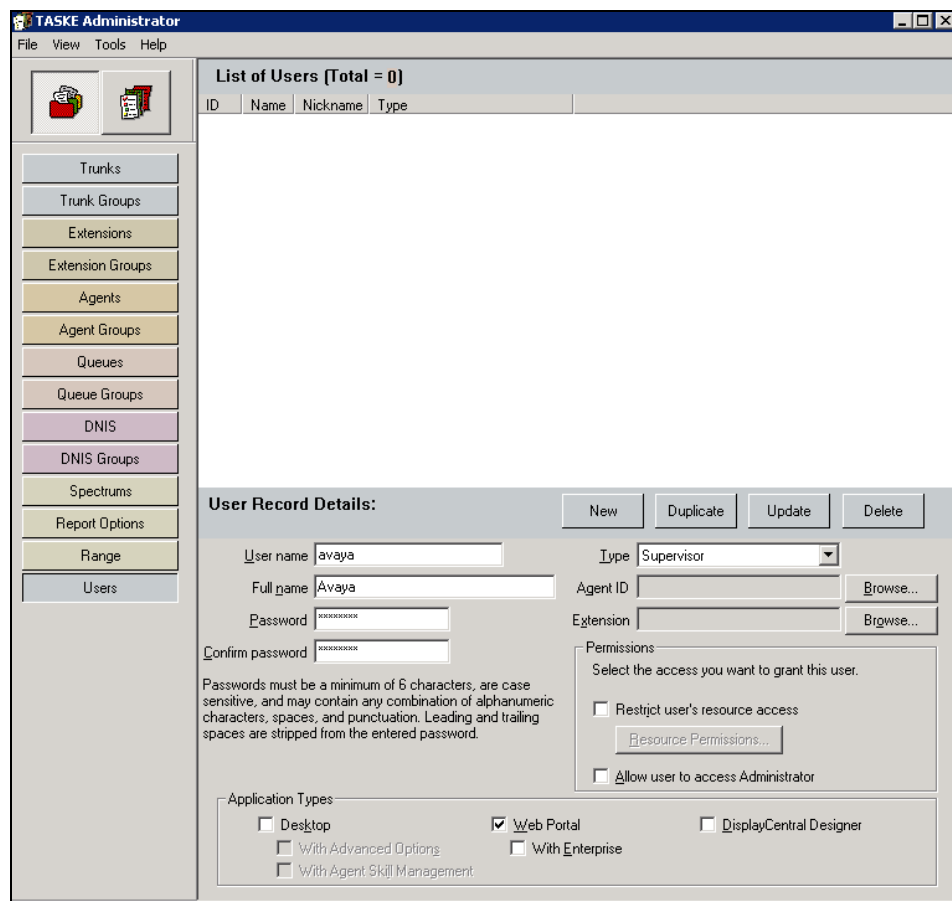 TASKE Administrator
File View Tools Help
List of Users (Total = 0)
ID Name Nickname Type
Trunks
Trunk Groups
Extensions
Extension Groups
Agents
Agent Groups
Queues
Queue Groups
DNIS
DNIS Groups
Spectrums
Report Options
Range
Users
User Record Details:
New Duplicate Update Delete
User name avaya
Full name Avaya
Password xxxxxxxx
Confirm password xxxxxxxx
Passwords must be a minimum of 6 characters, are case
sensitive, and may contain any combination of alphanumeric
characters, spaces, and punctuation. Leading and trailing
spaces are stripped from the entered password.
Type Supervisor
Agent ID Browse...
Extension Browse...
Permissions
Select the access you want to grant this user.
Restrict user's resource access
Resource Permissions...
Allow user to access Administrator
Application Types
Desktop Web Portal DisplayCentral Designer
With Advanced Options With Enterprise
With Agent Skill Management